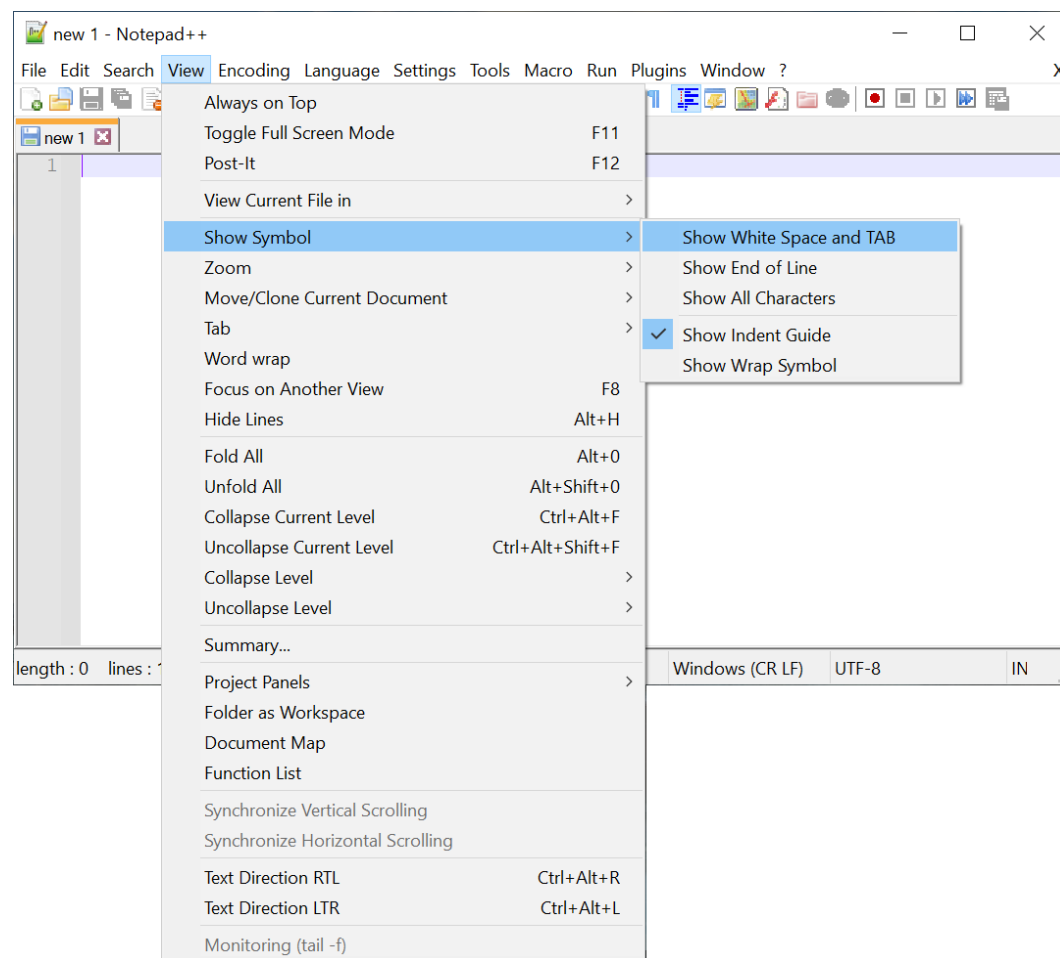 new 1 - Notepad++
File Edit Search View Encoding Language Settings Tools Macro Run Plugins Window ? X
new 1
1
Always on Top
Toggle Full Screen Mode F11
Post-It F12
View Current File in
Show Symbol
Zoom
Move/Clone Current Document
Tab
Word wrap
Focus on Another View F8
Hide Lines Alt+H
Fold All Alt+0
Unfold All Alt+Shift+0
Collapse Current Level Ctrl+Alt+F
Uncollapse Current Level Ctrl+Alt+Shift+F
Collapse Level
Uncollapse Level
Summary...
Project Panels
Folder as Workspace
Document Map
Function List
Synchronize Vertical Scrolling
Synchronize Horizontal Scrolling
Text Direction RTL Ctrl+Alt+R
Text Direction LTR Ctrl+Alt+L
Monitoring (tail -f)
Show White Space and TAB
Show End of Line
Show All Characters
Show Indent Guide
Show Wrap Symbol
length : 0 lines : Windows (CR LF) UTF-8 IN